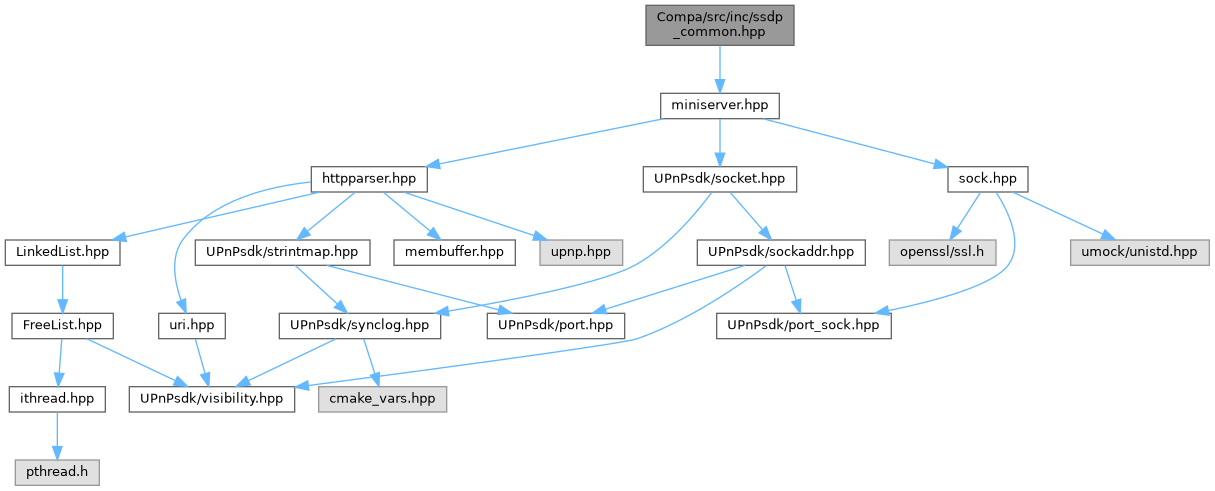 Compa/src/inc/ssdp
_common.hpp
miniserver.hpp
httpparser.hpp
UPnPsdk/socket.hpp
sock.hpp
LinkedList.hpp
UPnPsdk/strintmap.hpp
membuffer.hpp
upnp.hpp
UPnPsdk/sockaddr.hpp
openssl/ssl.h
umock/unistd.hpp
FreeList.hpp
uri.hpp
UPnPsdk/synclog.hpp
UPnPsdk/port.hpp
UPnPsdk/port_sock.hpp
ithread.hpp
UPnPsdk/visibility.hpp
cmake_vars.hpp
pthread.h